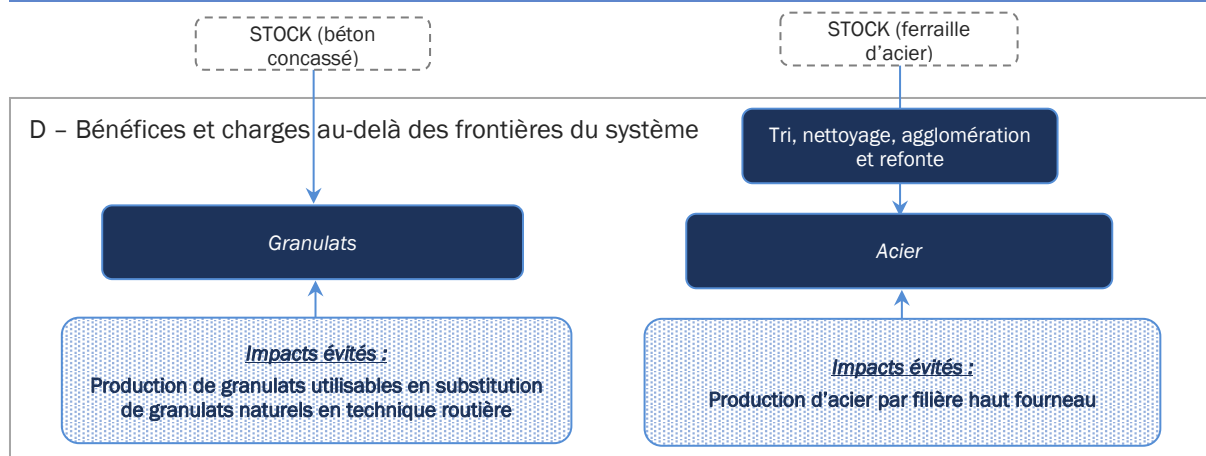 STOCK (béton
concassé)
STOCK (ferraille
d’acier)
D – Bénéfices et charges au-delà des frontières du système
Tri, nettoyage, agglomération
et refonte
Granulats
Acier
Impacts évités :
Production de granulats utilisables en substitution
de granulats naturels en technique routière
Impacts évités :
Production d’acier par filière haut fourneau